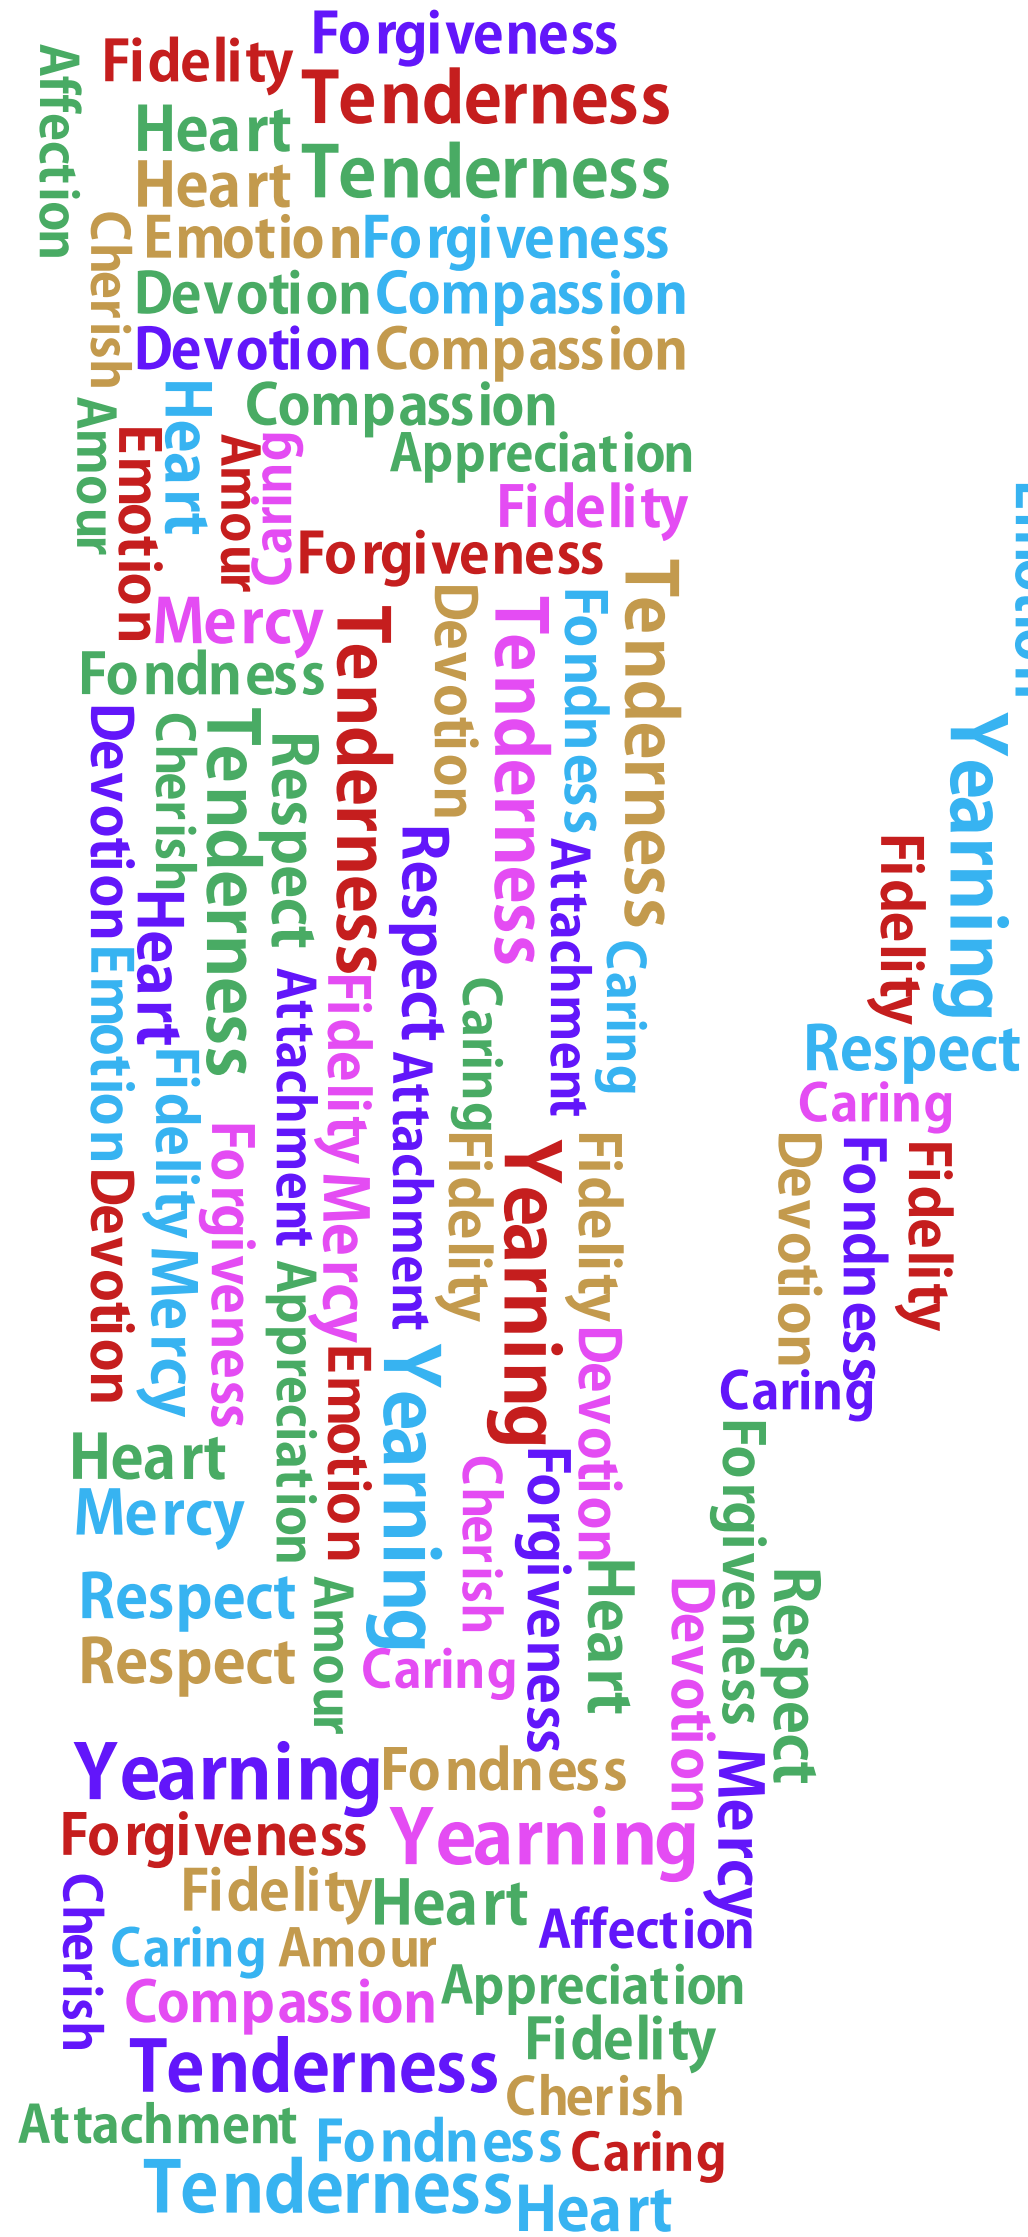 Forgiveness
Fidelity
Affection
Tenderness
Heart
Tenderness
Heart
Cherish
Emotion Forgiveness
Devotion Compassion
Devotion Compassion
Heart
Compassion
Amour
Emotion
Amour
Caring
Appreciation
Fidelity
Emotion
Forgiveness
Tenderness
Devotion
Fondness
Mercy
Tenderness
Tenderness
Fondness
Devotion
Cherish
Tenderness
Respect
Yearning
Respect
Attachment
Fidelity
Heart
Emotion
Caring
Attachment
Fidelity
Caring
Respect
Fidelity
Attachment
Caring
Forgiveness
Fidelity
Yearning
Fidelity
Devotion
Fondness
Fidelity
Devotion
Mercy
Mercy
Appreciation
Devotion
Emotion
Yearning
Caring
Forgiveness
Heart
Cherish
Forgiveness
Mercy
Heart
Respect
Respect
Devotion
Amour
Respect
Caring
Yearning
Fondness
Mercy
Yearning
Forgiveness
Fidelity
Heart
Cherish
Affection
Caring Amour
Appreciation
Compassion
Fidelity
Tenderness
Cherish
Attachment
Fondness
Caring
Tenderness
Heart